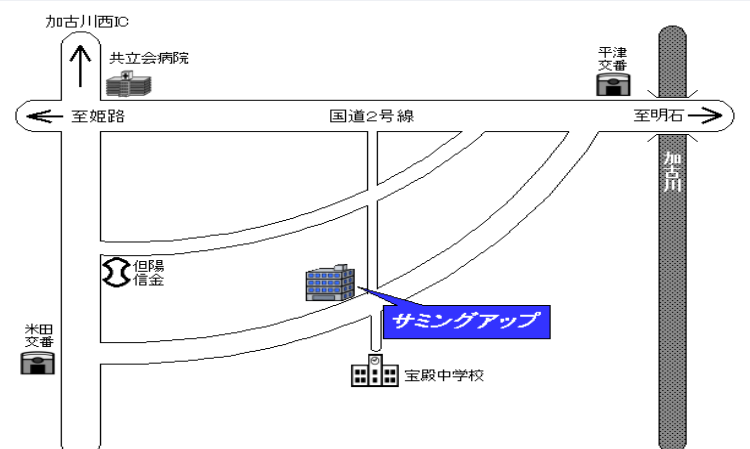 加古川西IC
共立会病院
平津
交番
至姫路
国道2号線
至明石
加古川
但陽
信金
サミングアップ
米田
交番
宝殿中学校